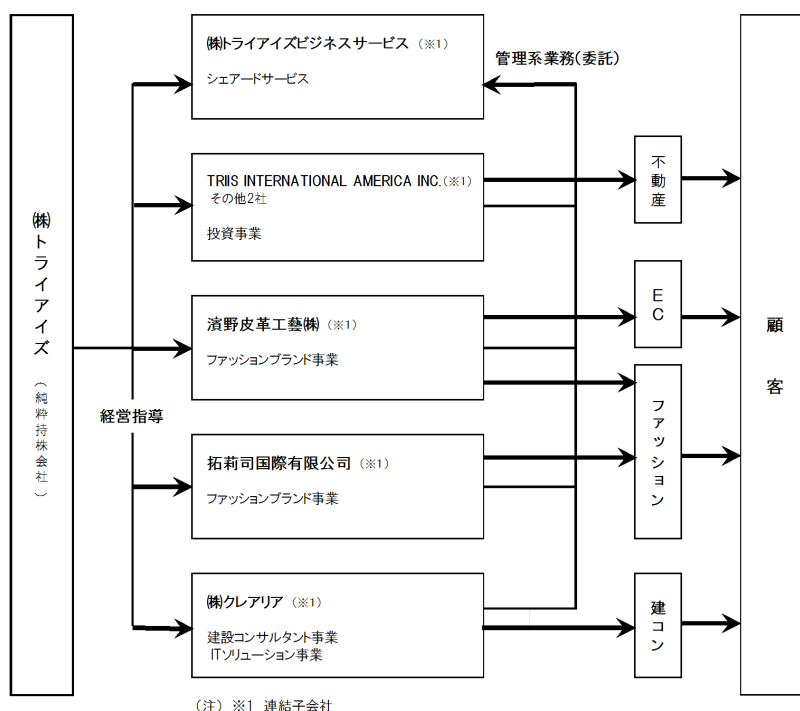 ㈱トライアイズ
（純粋持株会社）
経営指導
㈱トライアイズビジネスサービス （※1）
シェアードサービス
管理系業務(委託)
TRIIS INTERNATIONAL AMERICA INC.(※1)
その他2社
投資事業
濱野皮革工藝㈱ （※1）
ファッションブランド事業
拓莉司国際有限公司 （※1）
ファッションブランド事業
㈱クレアリア （※1）
建設コンサルタント事業
ITソリューション事業
不動産
EC
ファッション
建コン
顧客
（注） ※1 連結子会社